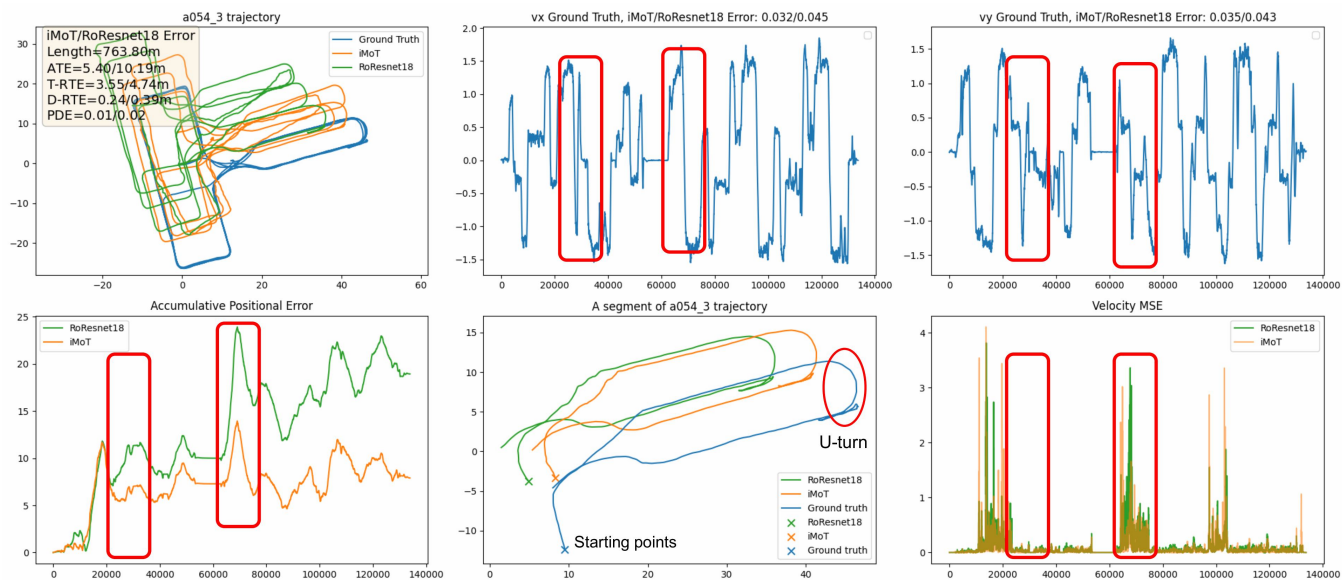 a054_3 trajectory
iMoT/RoResnet18 Error
Length=763.80m
ATE=5.40/10.19m
T-RTE=3.55/4.74m
D-RTE=0.24/0.39m
PDE=0.01/0.02
Ground Truth
iMoT
RoResnet18
30
20
10
0
−10
−20
−20
0
20
40
60
vx Ground Truth, iMoT/RoResnet18 Error: 0.032/0.045
2.0
1.5
1.0
0.5
0.0
−0.5
−1.0
−1.5
0
20000
40000
60000
80000
100000
120000
140000
vy Ground Truth, iMoT/RoResnet18 Error: 0.035/0.043
1.5
1.0
0.5
0.0
−0.5
−1.0
−1.5
0
20000
40000
60000
80000
100000
120000
140000
Accumulative Positional Error
RoResnet18
iMoT
25
20
15
10
5
0
0
20000
40000
60000
80000
100000
120000
140000
A segment of a054_3 trajectory
15
10
5
0
−5
−10
U-turn
RoResnet18
iMoT
Ground truth
RoResnet18
iMoT
Ground truth
Starting points
0
10
20
30
40
Velocity MSE
RoResnet18
iMoT
4
3
2
1
0
0
20000
40000
60000
80000
100000
120000
140000